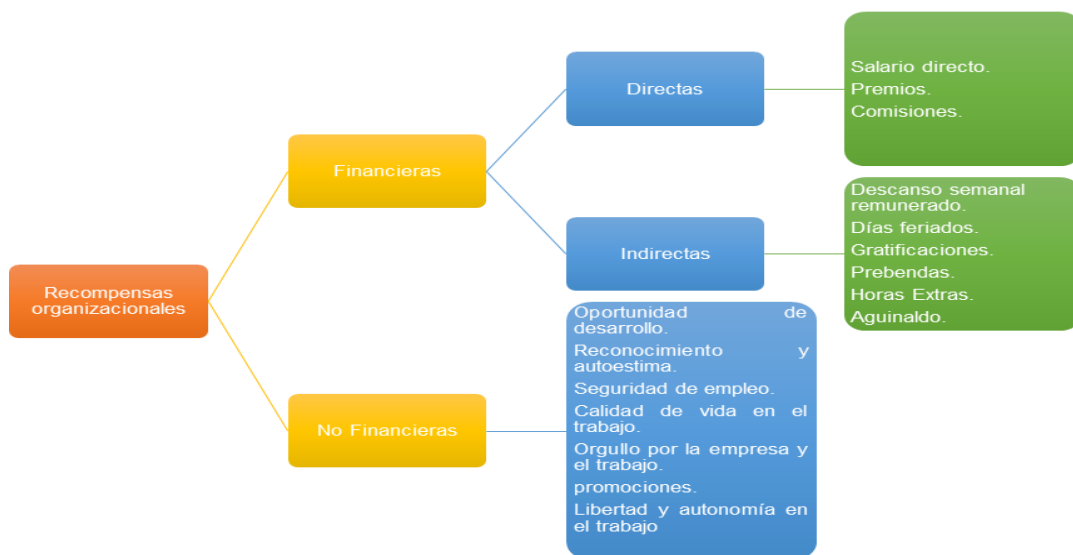 Recompensas
organizacionales
Financieras
Directas
Salario directo.
Premios.
Comisiones.
Indirectas
Descanso semanal
remunerado.
Días feriados.
Gratificaciones.
Prebendas.
Horas Extras.
Aguinaldo.
No Financieras
Oportunidad de
desarrollo.
Reconocimiento y
autoestima.
Seguridad de empleo.
Calidad de vida en el
trabajo.
Orgullo por la empresa y
el trabajo.
promociones.
Libertad y autonomía en
el trabajo